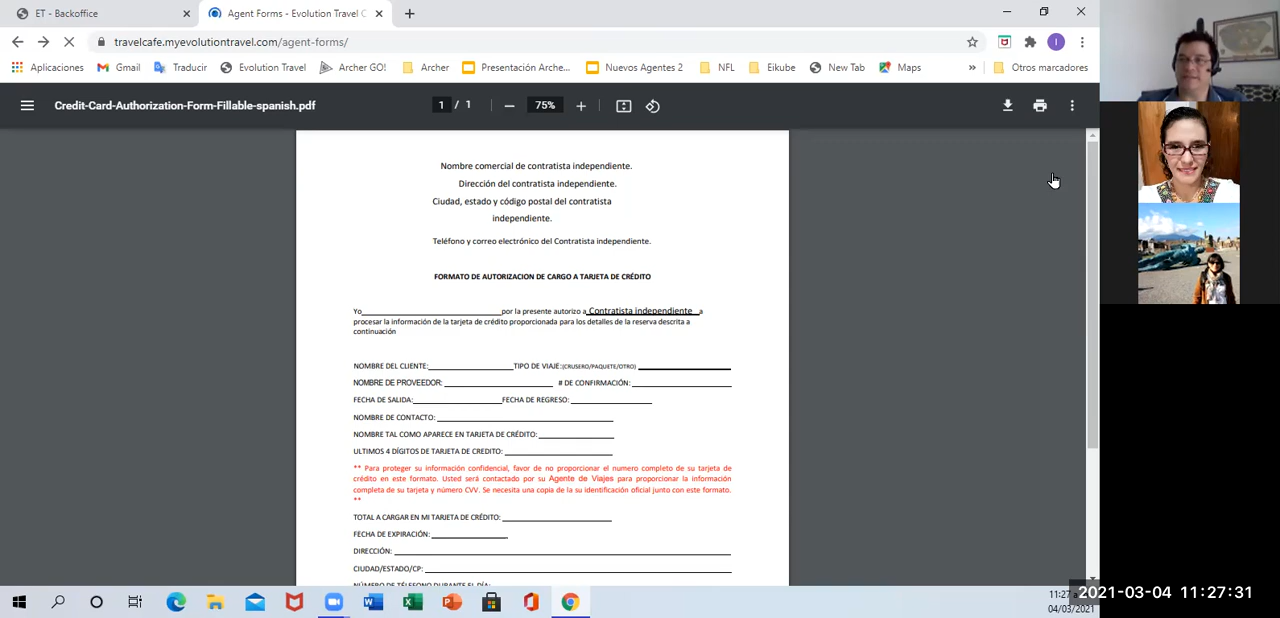 ET - Backoffice
Agent Forms - Evolution Travel C
travelcafe.myevolutiontravel.com/agent-forms/
I
Aplicaciones Gmail Traducir Evolution Travel Archer GO! Archer Presentación Arche... Nuevos Agentes 2 NFL Eikube New Tab Maps » Otros marcadores
Credit-Card-Authorization-Form-Fillable-spanish.pdf 1 / 1 75%
Nombre comercial de contratista independiente.
Dirección del contratista independiente.
Ciudad, estado y código postal del contratista
independiente.
Teléfono y correo electrónico del Contratista independiente.
FORMATO DE AUTORIZACION DE CARGO A TARJETA DE CRÉDITO
Yo por la presente autorizo a Contratista independiente a
procesar la información de la tarjeta de crédito proporcionada para los detalles de la reserva descrita a
continuación
NOMBRE DEL CLIENTE: TIPO DE VIAJE:(CRUSERO/PAQUETE/OTRO)
NOMBRE DE PROVEEDOR: # DE CONFIRMACIÓN:
FECHA DE SALIDA: FECHA DE REGRESO:
NOMBRE DE CONTACTO:
NOMBRE TAL COMO APARECE EN TARJETA DE CRÉDITO:
ULTIMOS 4 DÍGITOS DE TARJETA DE CREDITO:
** Para proteger su información confidencial, favor de no proporcionar el numero completo de su tarjeta de
crédito en este formato. Usted será contactado por su Agente de Viajes para proporcionar la información
completa de su tarjeta y número CVV. Se necesita una copia de la su identificación oficial junto con este formato.
**
TOTAL A CARGAR EN MI TARJETA DE CRÉDITO:
FECHA DE EXPIRACIÓN:
DIRECCIÓN:
CIUDAD/ESTADO/CP:
NÚMERO DE TÉLEFONO DURANTE EL DÍA:
11:27 a
04/03/2021
2021-03-04 11:27:31